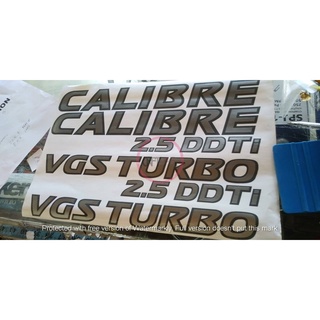 CALIBRE
CALIBRE
2.5 DDTi
VGS TURBO
2.5 DDTi
VGS TURBO
Protected with free version of Watermarkly. Full version doesn't put this mark.